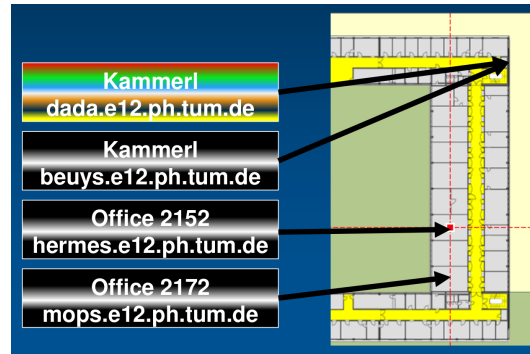 Kammerl
dada.e12.ph.tum.de
Kammerl
beuys.e12.ph.tum.de
Office 2152
hermes.e12.ph.tum.de
Office 2172
mops.e12.ph.tum.de